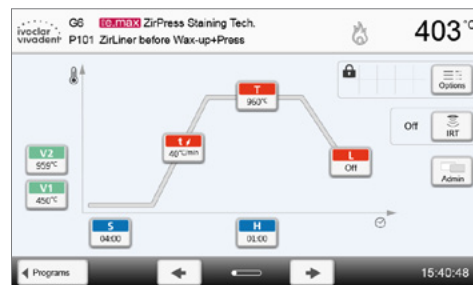 ivoclar
vivadent
G6 IPS e.max ZirPress Staining Tech.
P101 ZirLiner before Wax-up+Press
403°C
T
960°C
Options
t
40°C/min
Off
IRT
V2
959°C
L
Off
V1
450°C
Admin
S
04:00
H
01:00
Programs
15:40:48